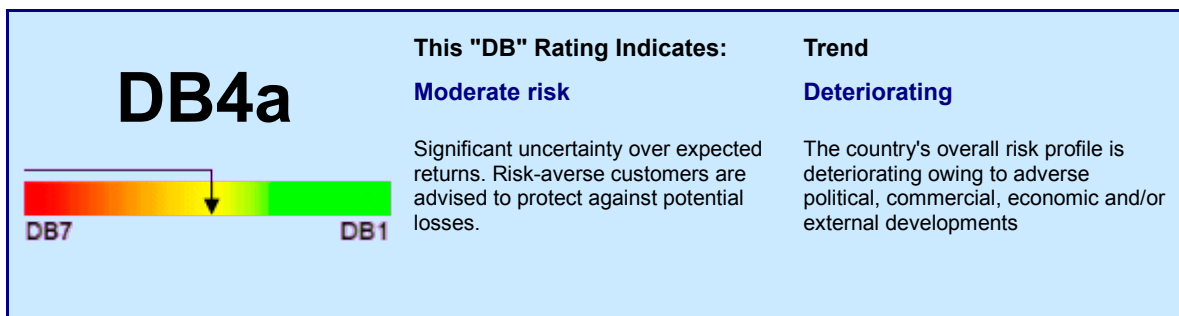 DB4a
DB7
DB1
This "DB" Rating Indicates:
Moderate risk
Significant uncertainty over expected
returns. Risk-averse customers are
advised to protect against potential
losses.
Trend
Deteriorating
The country's overall risk profile is
deteriorating owing to adverse
political, commercial, economic and/or
external developments